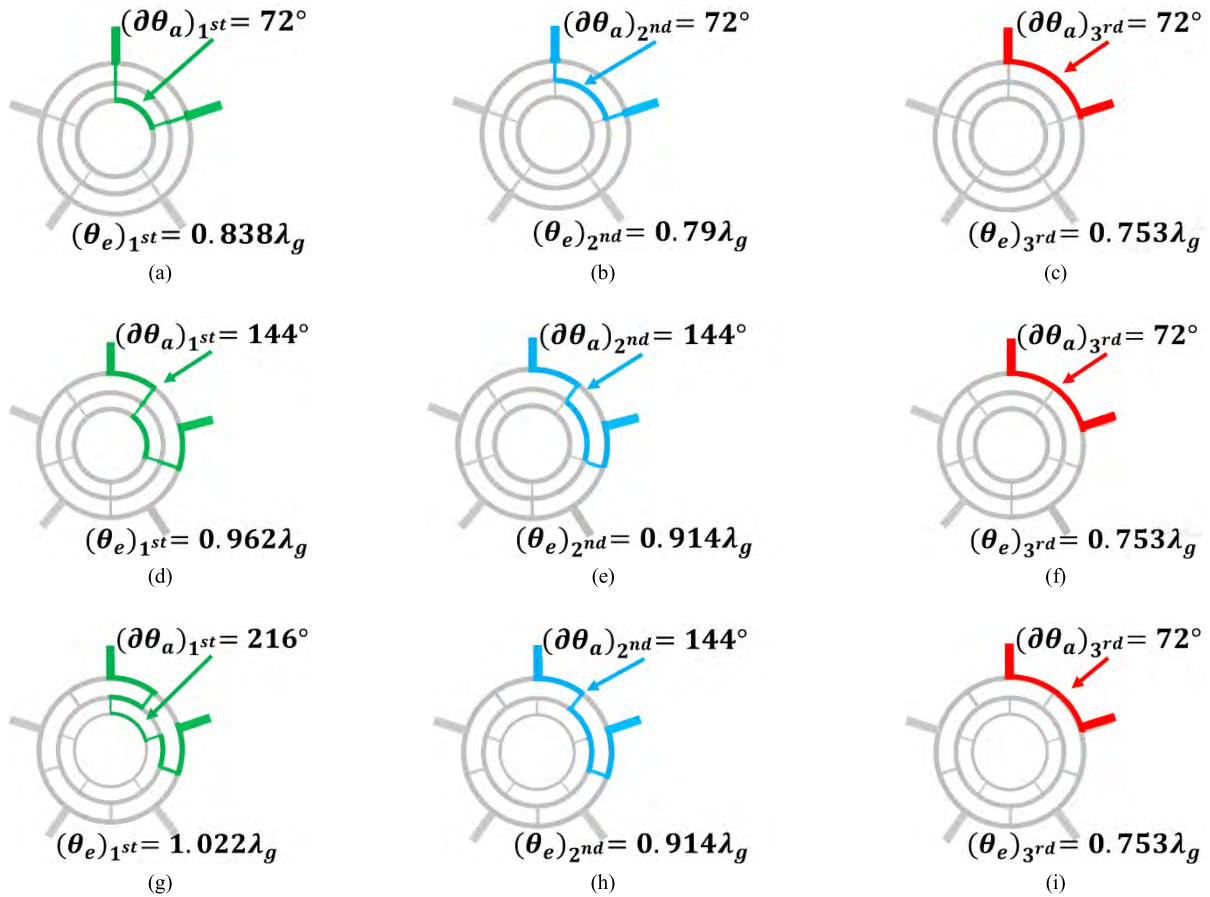 (∂θₐ)₁ˢᵗ= 72°
(θₑ)₁ˢᵗ= 0.838λg
(a)
(∂θₐ)₂ⁿᵈ= 72°
(θₑ)₂ⁿᵈ= 0.79λg
(b)
(∂θₐ)₃ʳᵈ= 72°
(θₑ)₃ʳᵈ= 0.753λg
(c)
(∂θₐ)₁ˢᵗ= 144°
(θₑ)₁ˢᵗ= 0.962λg
(d)
(∂θₐ)₂ⁿᵈ= 144°
(θₑ)₂ⁿᵈ= 0.914λg
(e)
(∂θₐ)₃ʳᵈ= 72°
(θₑ)₃ʳᵈ= 0.753λg
(f)
(∂θₐ)₁ˢᵗ= 216°
(θₑ)₁ˢᵗ= 1.022λg
(g)
(∂θₐ)₂ⁿᵈ= 144°
(θₑ)₂ⁿᵈ= 0.914λg
(h)
(∂θₐ)₃ʳᵈ= 72°
(θₑ)₃ʳᵈ= 0.753λg
(i)